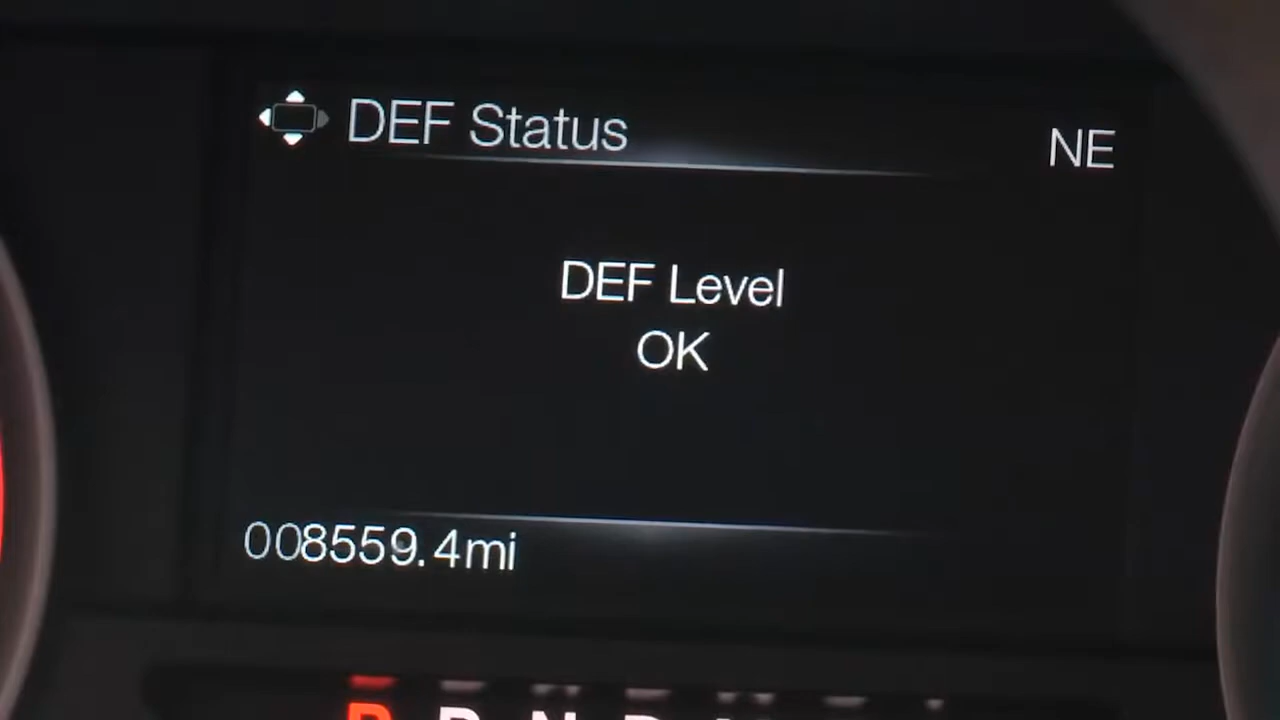 DEF Status
NE
DEF Level
OK
008559.4mi
P R N D